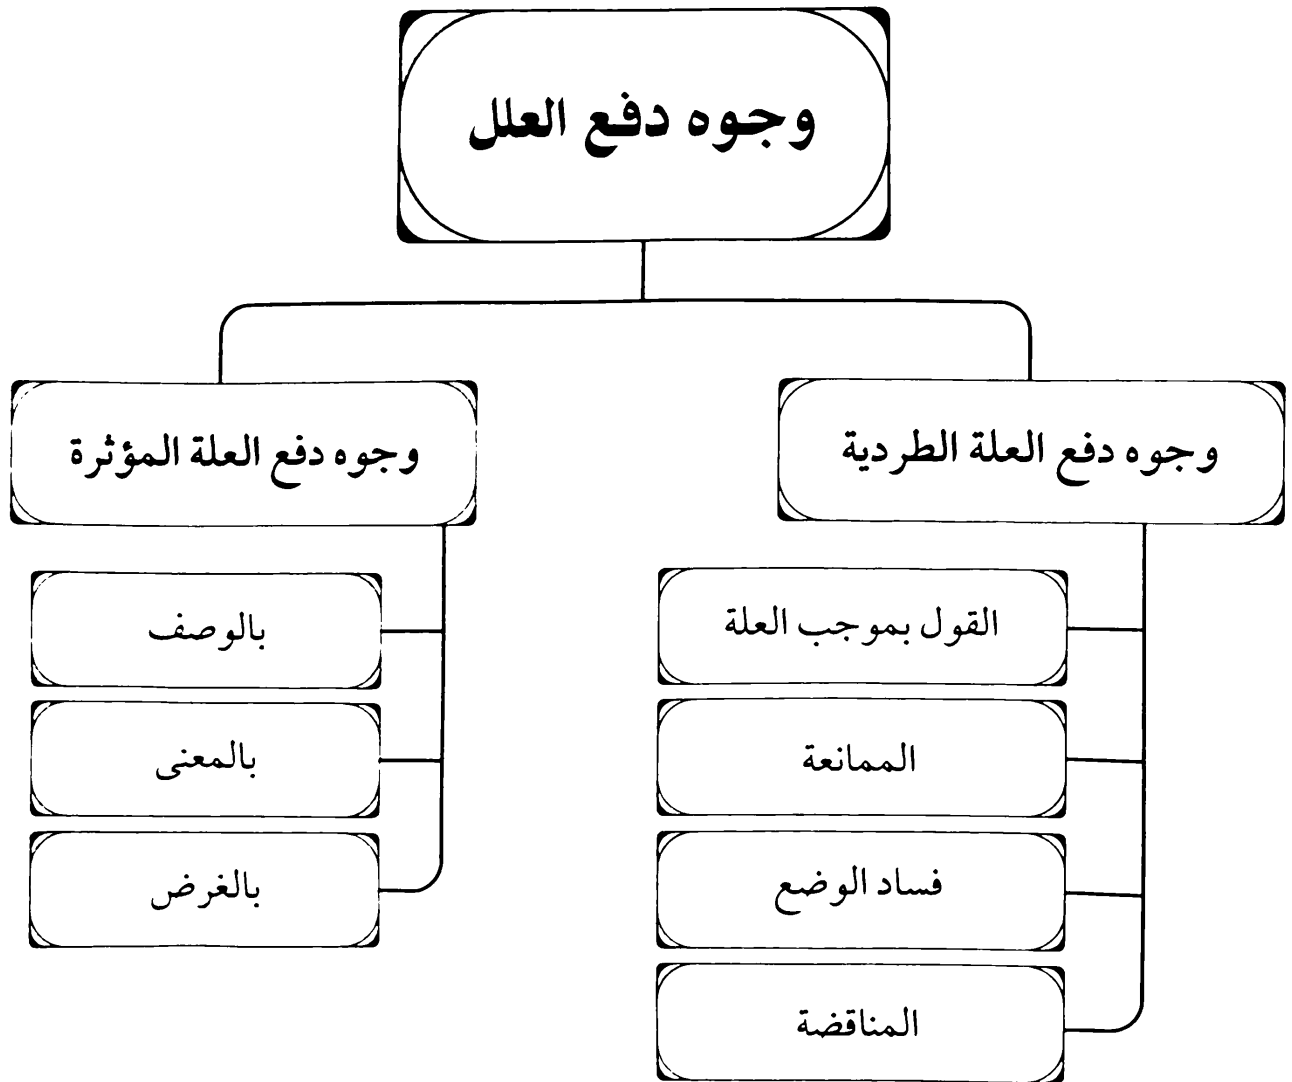 وجوه دفع العلل
وجوه دفع العلة الطردية
القول بموجب العلة
الممانعة
فساد الوضع
المناقضة
وجوه دفع العلة المؤثرة
بالوصف
بالمعنى
بالغرض